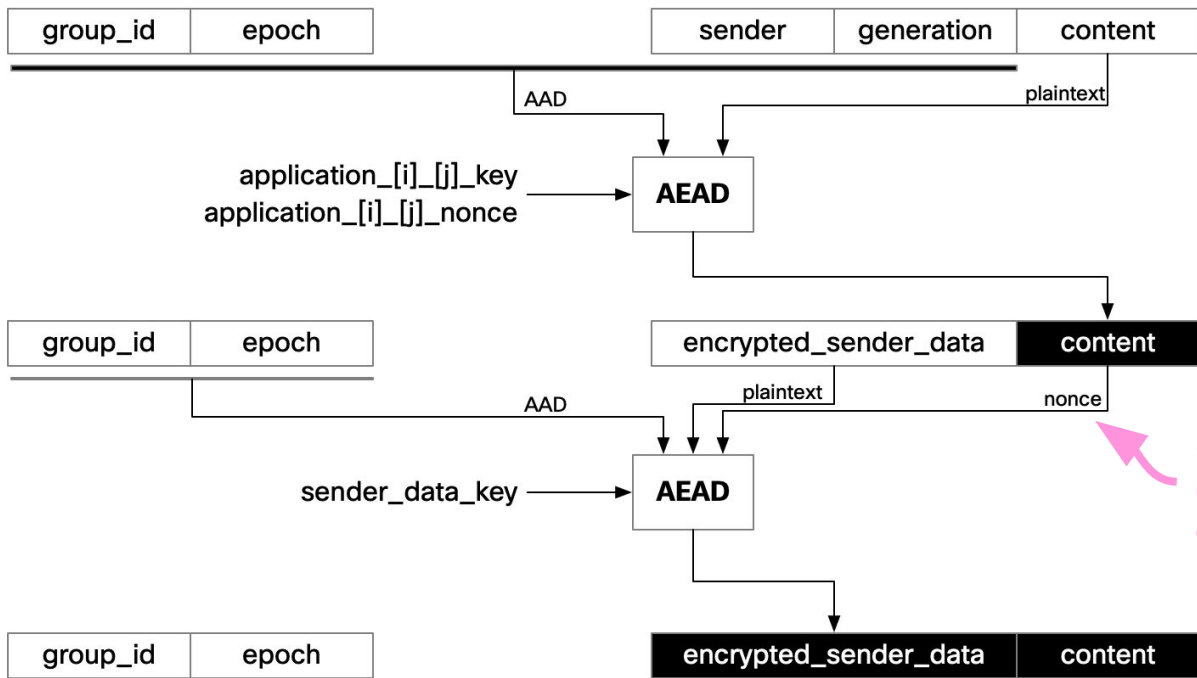 group_id epoch sender generation content
AAD plaintext
application_[i]_[j]_key
AEAD
application_[i]_[j]_nonce
group_id epoch encrypted_sender_data content
plaintext
AAD nonce
sender_data_key AEAD
group_id epoch encrypted_sender_data content